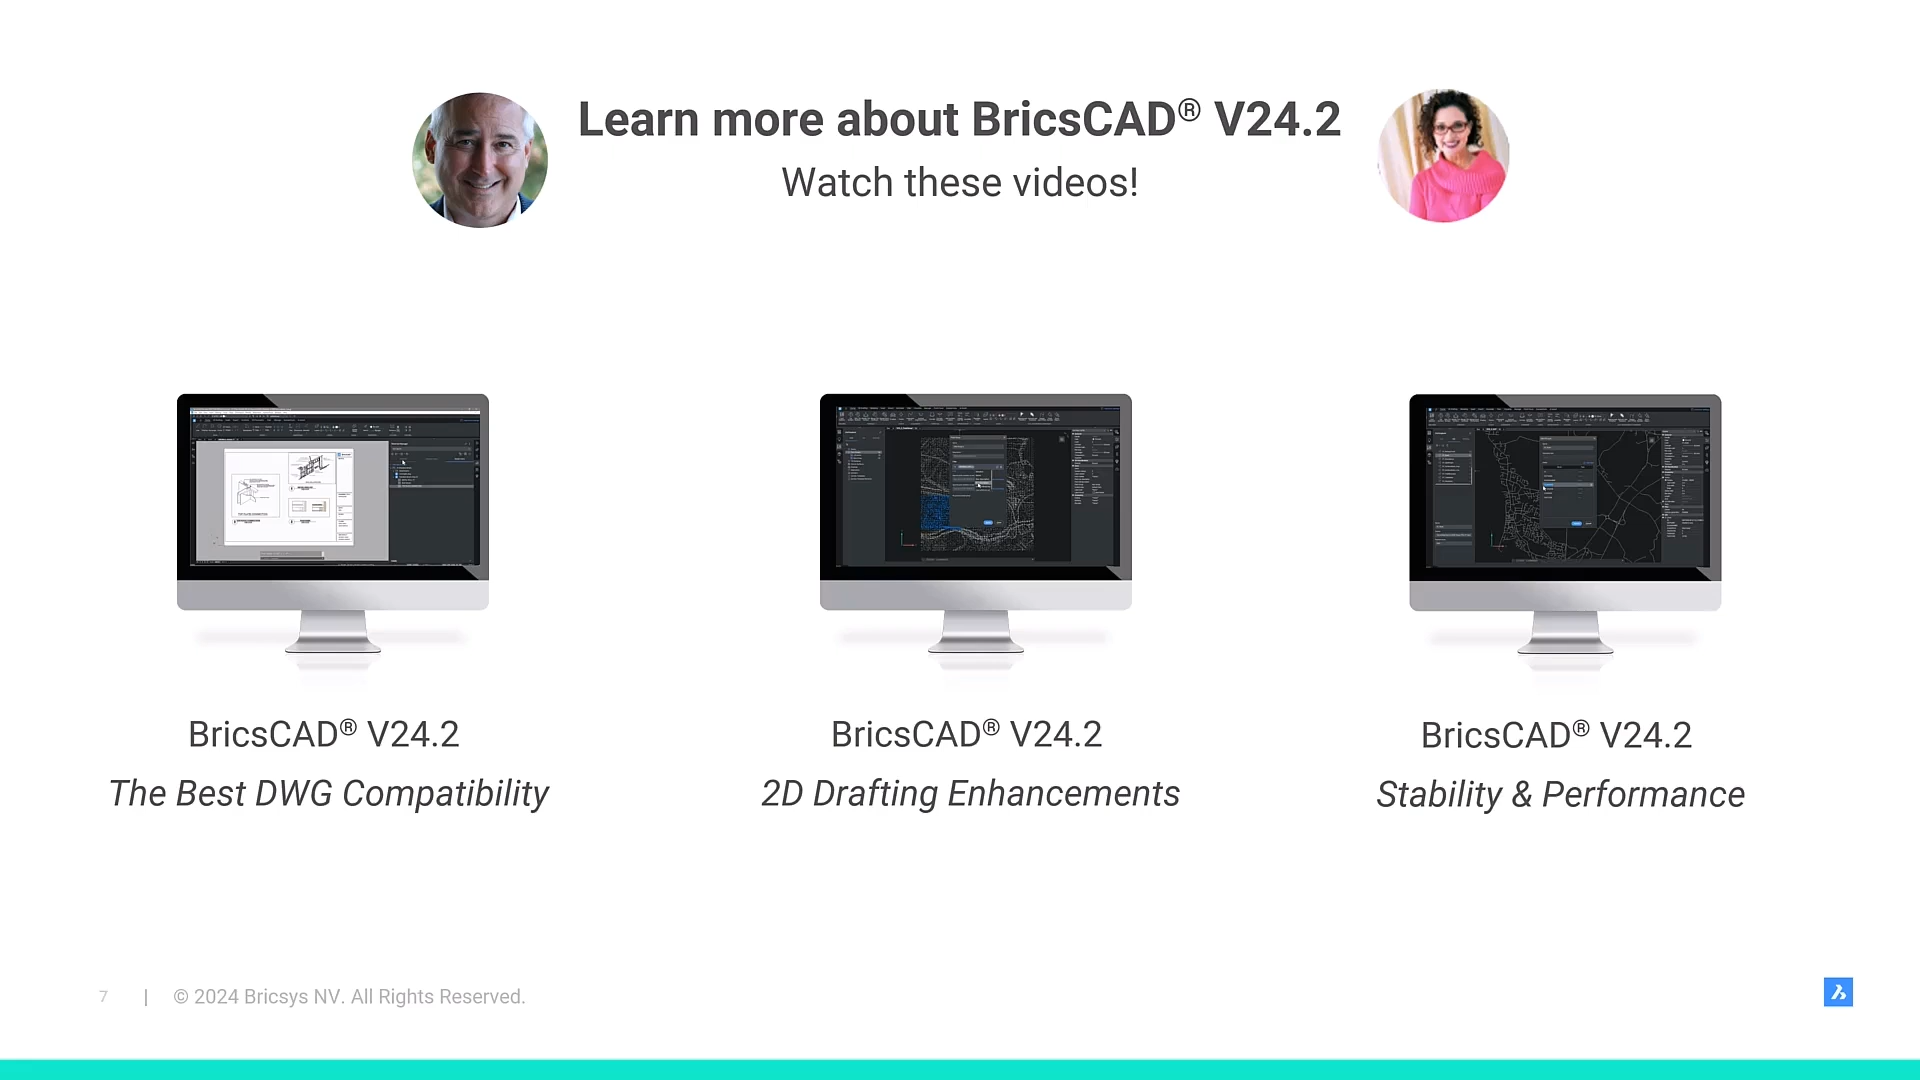 Learn more about BricsCAD® V24.2
Watch these videos!
BricsCAD® V24.2
The Best DWG Compatibility
BricsCAD® V24.2
2D Drafting Enhancements
BricsCAD® V24.2
Stability & Performance
7 | © 2024 Bricsys NV. All Rights Reserved.